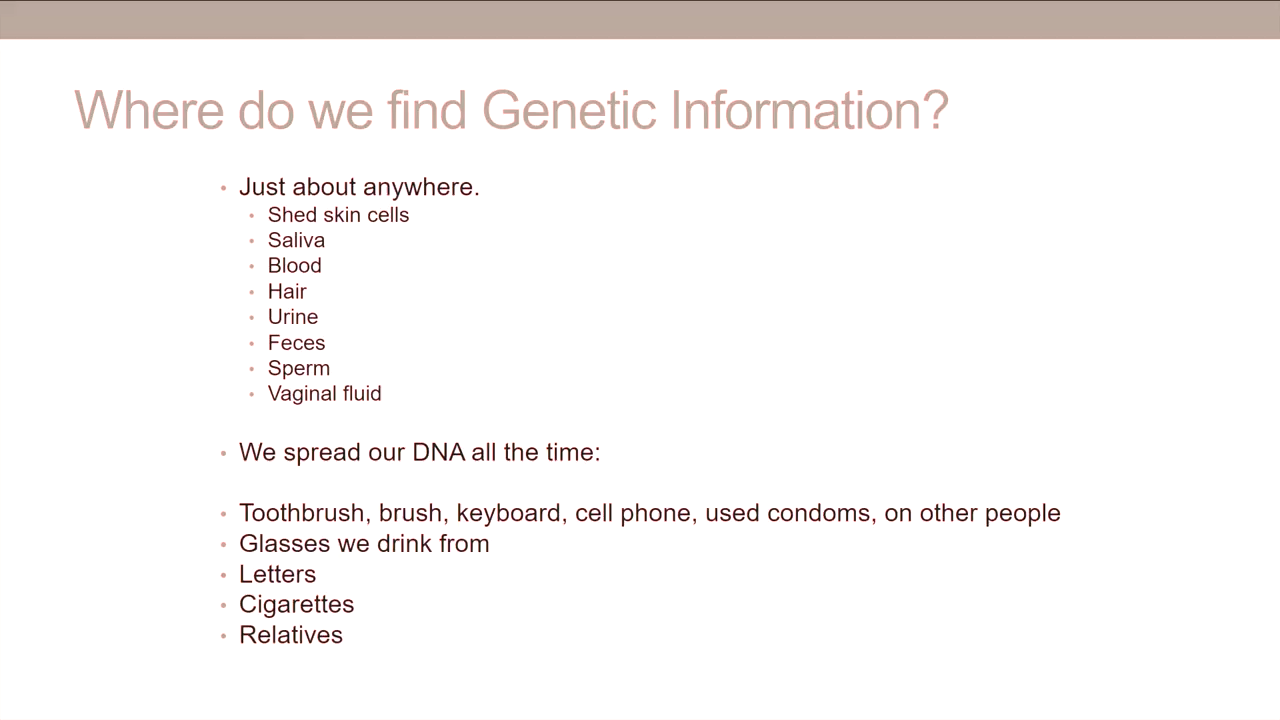 Where do we find Genetic Information?
• Just about anywhere.
• Shed skin cells
• Saliva
• Blood
• Hair
• Urine
• Feces
• Sperm
• Vaginal fluid
• We spread our DNA all the time:
• Toothbrush, brush, keyboard, cell phone, used condoms, on other people
• Glasses we drink from
• Letters
• Cigarettes
• Relatives